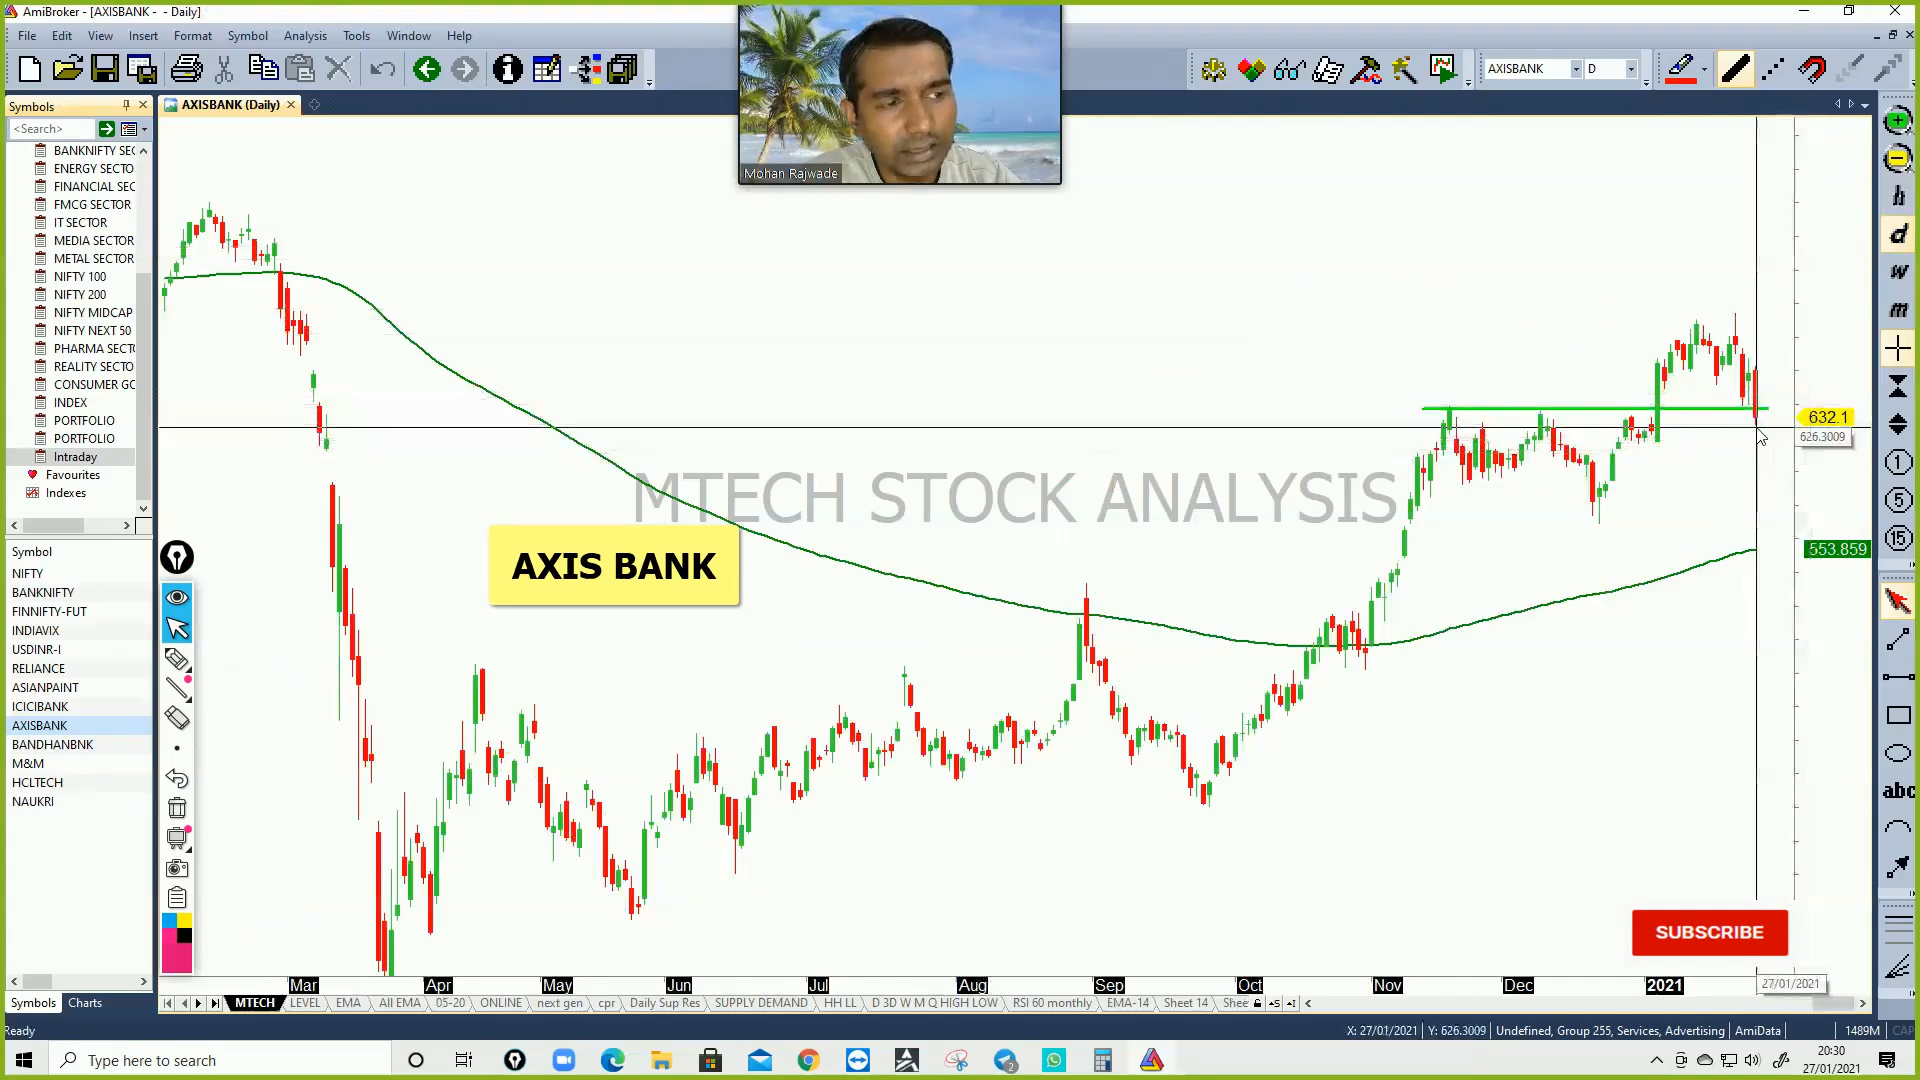 AmiBroker - [AXISBANK - - Daily]
File Edit View Insert Format Symbol Analysis Tools Window Help
AXISBANK D
Symbols
AXISBANK (Daily)
<Search>
BANKNIFTY SEC
ENERGY SECTO
FINANCIAL SEC
FMCG SECTOR
IT SECTOR
MEDIA SECTOR
METAL SECTOR
NIFTY 100
NIFTY 200
NIFTY MIDCAP
NIFTY NEXT 50
PHARMA SECT
REALITY SECTO
CONSUMER GC
INDEX
PORTFOLIO
PORTFOLIO
Intraday
Favourites
Indexes
Mohan Rajwade
h
d
w
m
1
5
15
abc
632.1
626.3009
553.859
MTECH STOCK ANALYSIS
AXIS BANK
Symbol
NIFTY
BANKNIFTY
FINNIFTY-FUT
INDIAVIX
USDINR-I
RELIANCE
ASIANPAINT
ICICIBANK
AXISBANK
BANDHANBNK
M&M
HCLTECH
NAUKRI
SUBSCRIBE
Mar Apr May Jun Jul Aug Sep Oct Nov Dec 2021 27/01/2021
Symbols Charts
MTECH LEVEL EMA All EMA 05-20 ONLINE next gen cpr Daily Sup Res SUPPLY DEMAND HH LL D 3D W M Q HIGH LOW RSI 60 monthly EMA-14 Sheet 14 Shee
Ready
X: 27/01/2021 Y: 626.3009 Undefined, Group 255, Services, Advertising AmiData 1489M CAP
Type here to search
2
20:30
27/01/2021